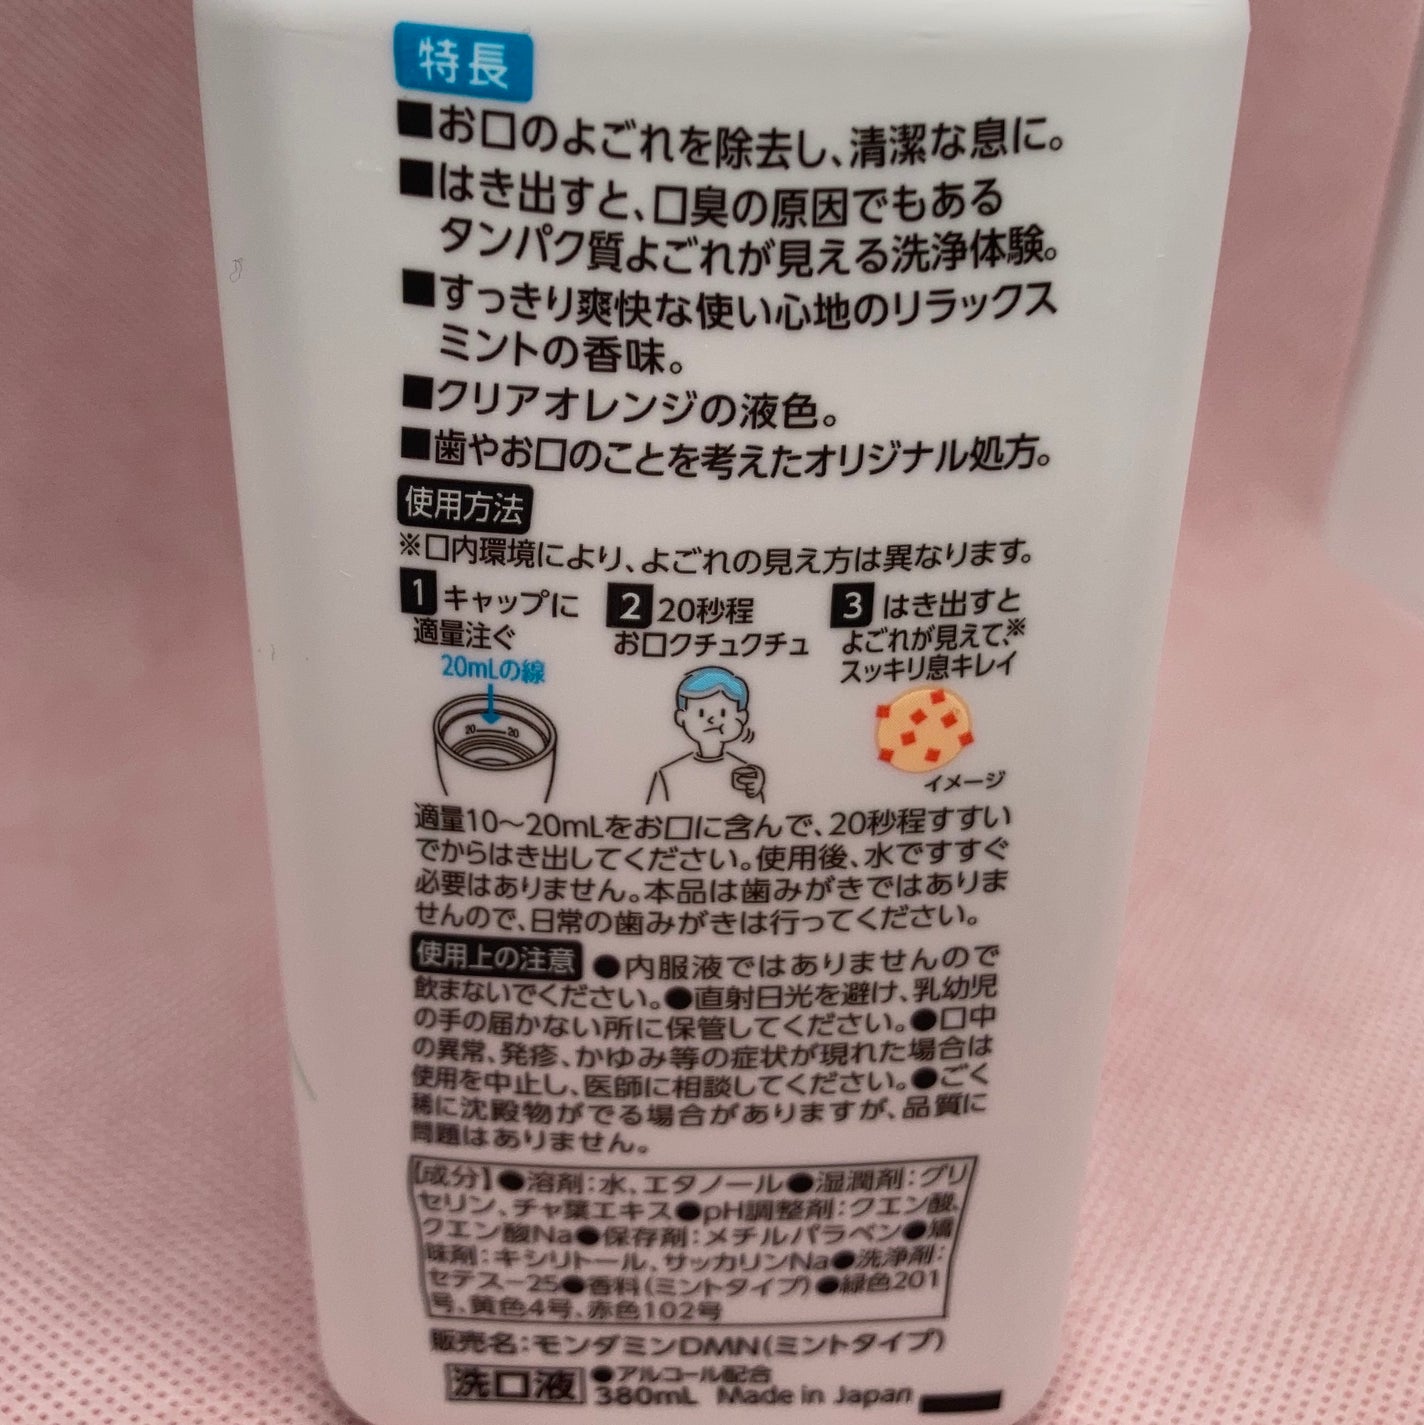 特長
■お口のよごれを除去し、清潔な息に。
■はき出すと、口臭の原因でもある
タンパク質よごれが見える洗浄体験。
■すっきり爽快な使い心地のリラックス
ミントの香味。
■クリアオレンジの液色。
■歯やお口のことを考えたオリジナル処方。
使用方法
※口内環境により、よごれの見え方は異なります。
1 キャップに
適量注ぐ
20mLの線
20 20
2 20秒程
お口クチュクチュ
3 はき出すと
よごれが見えて、※
スッキリ息キレイ
イメージ
適量10～20mLをお口に含んで、20秒程すすい
でからはき出してください。使用後、水ですすぐ
必要はありません。本品は歯みがきではありま
せんので、日常の歯みがきは行ってください。
使用上の注意 ●内服液ではありませんので
飲まないでください。●直射日光を避け、乳幼児
の手の届かない所に保管してください。●口中
の異常、発疹、かゆみ等の症状が現れた場合は
使用を中止し、医師に相談してください。●ごく
稀に沈殿物がでる場合がありますが、品質に
問題はありません。
【成分】●溶剤：水、エタノール●湿潤剤：グリ
セリン、チャ葉エキス●pH調整剤：クエン酸、
クエン酸Na●保存剤：メチルパラベン●矯
味剤：キシリトール、サッカリンNa●洗浄剤：
セテス－25●香料（ミントタイプ）●緑色201
号、黄色4号、赤色102号
販売名：モンダミンDMN（ミントタイプ）
洗口液 ●アルコール配合
380mL Made in Japan